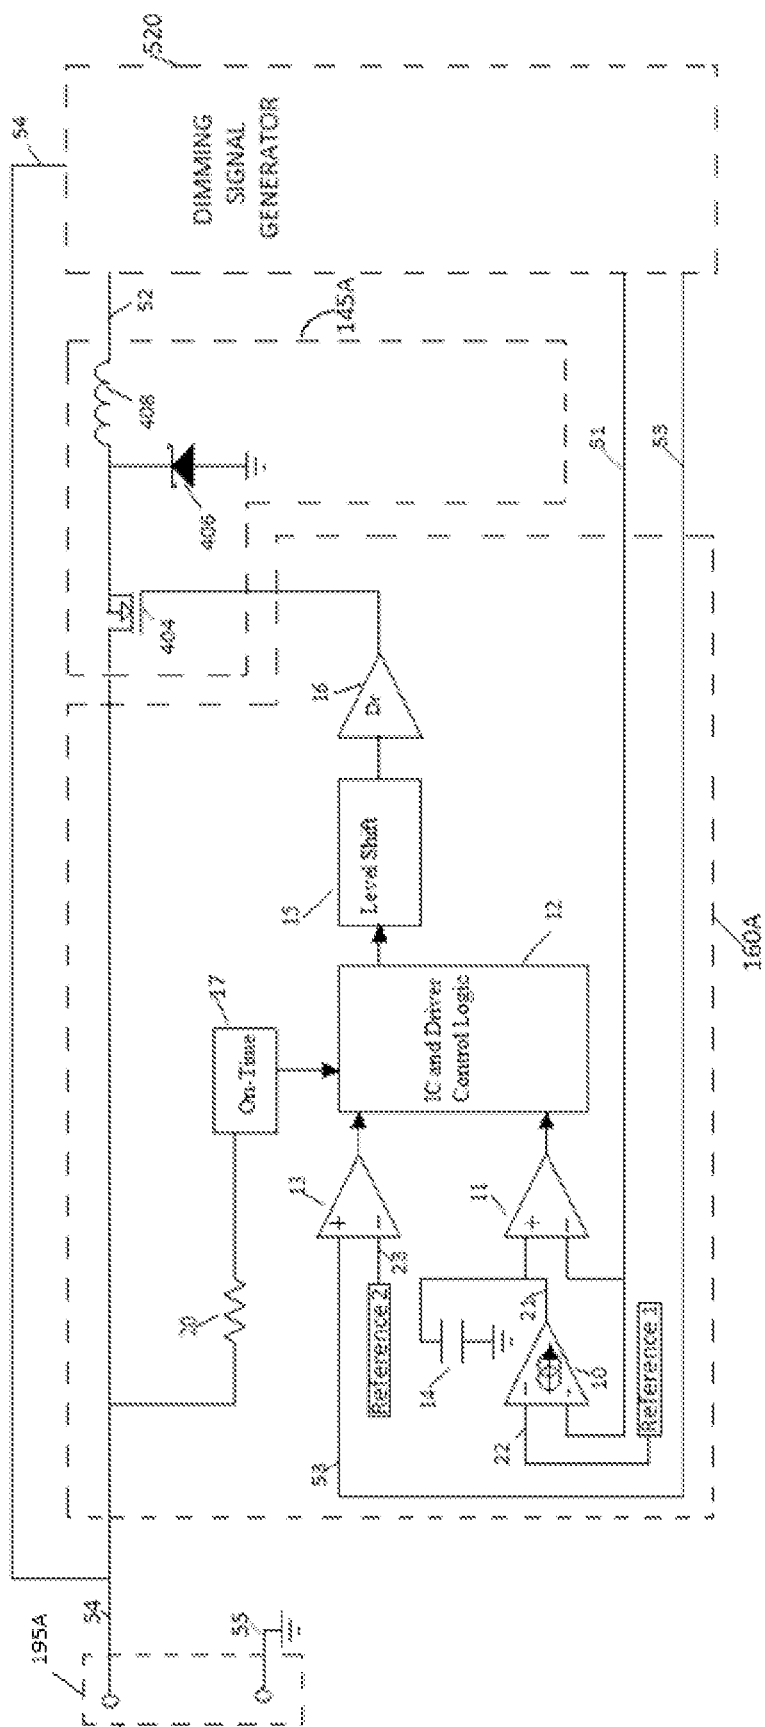 54
520
195A
54
52
408
20
17
404
406
DIMMING
SIGNAL
GENERATOR
55
On-Time
145A
53
13
15
16
+
-
23
Reference 2
Level Shift
Dr
14
IC and Driver
Control Logic
22
21
11
+
-
12
10
51
Reference 1
53
160A